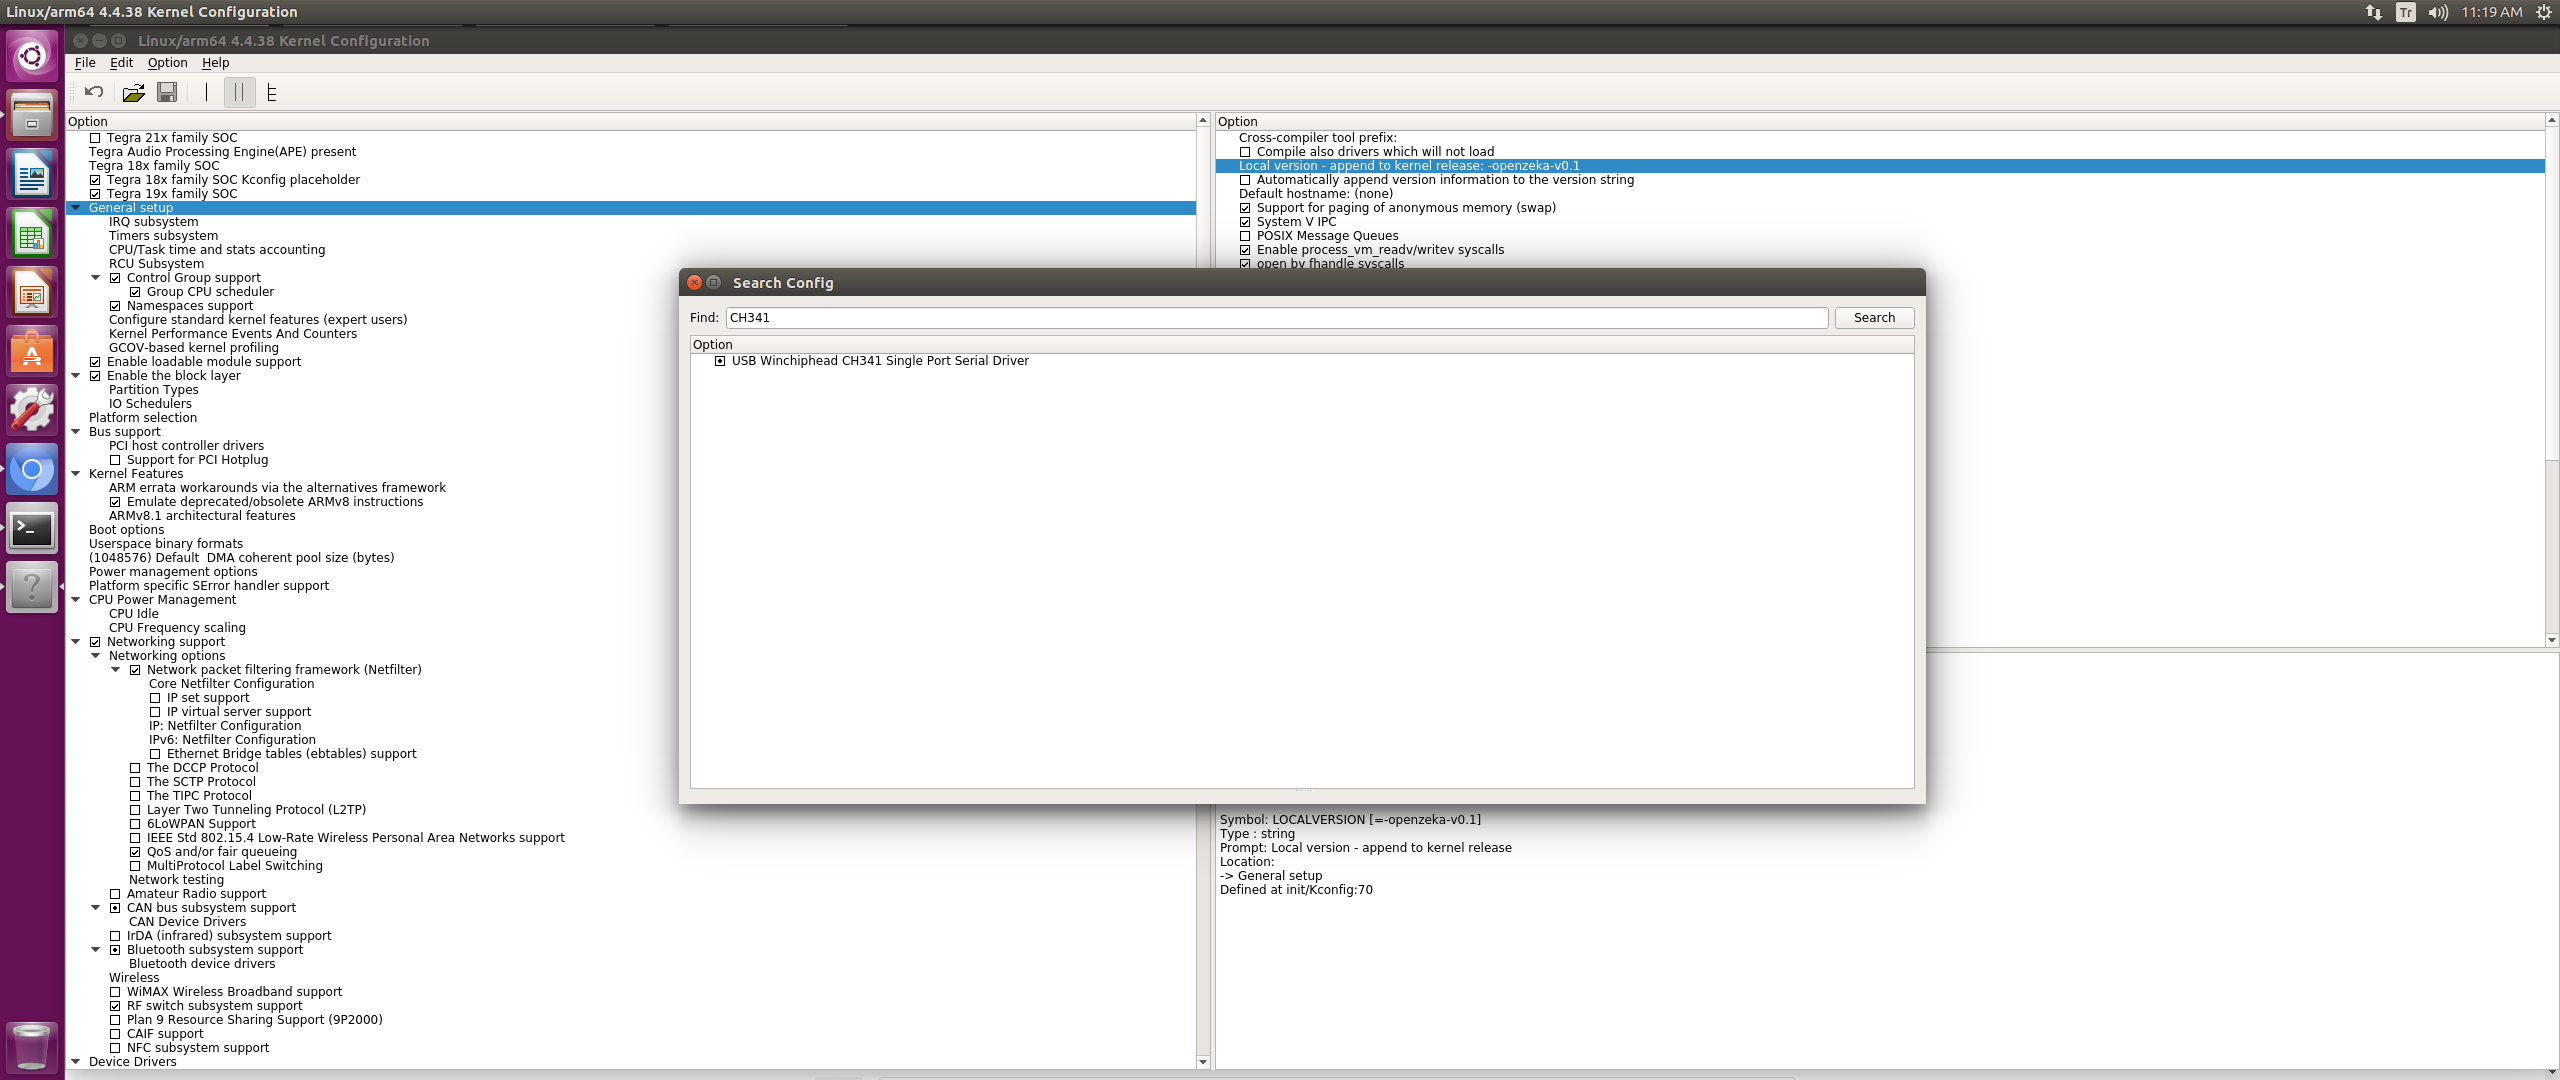 Linux/arm64 4.4.38 Kernel Configuration
Tr
11:19 AM
Linux/arm64 4.4.38 Kernel Configuration
File Edit Option Help
Option
Tegra 21x family SOC
Tegra Audio Processing Engine(APE) present
Tegra 18x family SOC
Tegra 18x family SOC Kconfig placeholder
Tegra 19x family SOC
General setup
IRQ subsystem
Timers subsystem
CPU/Task time and stats accounting
RCU Subsystem
Control Group support
Group CPU scheduler
Namespaces support
Configure standard kernel features (expert users)
Kernel Performance Events And Counters
GCOV-based kernel profiling
Enable loadable module support
Enable the block layer
Partition Types
IO Schedulers
Platform selection
Bus support
PCI host controller drivers
Support for PCI Hotplug
Kernel Features
ARM errata workarounds via the alternatives framework
Emulate deprecated/obsolete ARMv8 instructions
ARMv8.1 architectural features
Boot options
Userspace binary formats
(1048576) Default  DMA coherent pool size (bytes)
Power management options
Platform specific SError handler support
CPU Power Management
CPU Idle
CPU Frequency scaling
Networking support
Networking options
Network packet filtering framework (Netfilter)
Core Netfilter Configuration
IP set support
IP virtual server support
IP: Netfilter Configuration
IPv6: Netfilter Configuration
Ethernet Bridge tables (ebtables) support
The DCCP Protocol
The SCTP Protocol
The TIPC Protocol
Layer Two Tunneling Protocol (L2TP)
6LoWPAN Support
IEEE Std 802.15.4 Low-Rate Wireless Personal Area Networks support
QoS and/or fair queueing
MultiProtocol Label Switching
Network testing
Amateur Radio support
CAN bus subsystem support
CAN Device Drivers
IrDA (infrared) subsystem support
Bluetooth subsystem support
Bluetooth device drivers
Wireless
WiMAX Wireless Broadband support
RF switch subsystem support
Plan 9 Resource Sharing Support (9P2000)
CAIF support
NFC subsystem support
Device Drivers
Option
Cross-compiler tool prefix:
Compile also drivers which will not load
Local version - append to kernel release: -openzeka-v0.1
Automatically append version information to the version string
Default hostname: (none)
Support for paging of anonymous memory (swap)
System V IPC
POSIX Message Queues
Enable process_vm_readv/writev syscalls
open by fhandle syscalls
Search Config
Find: CH341 Search
Option
USB Winchiphead CH341 Single Port Serial Driver
Symbol: LOCALVERSION [=-openzeka-v0.1]
Type : string
Prompt: Local version - append to kernel release
Location:
-> General setup
Defined at init/Kconfig:70